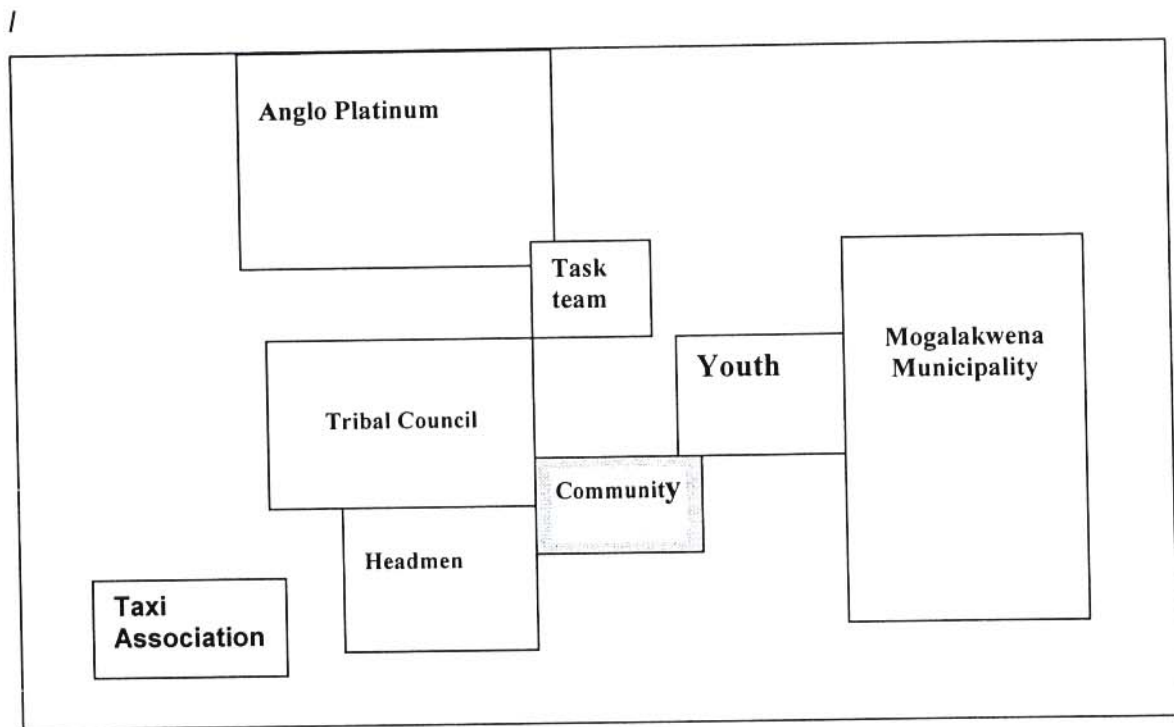 /
Anglo Platinum
Task
team
Mogalakwena
Municipality
Youth
Tribal Council
Community
Headmen
Taxi
Association